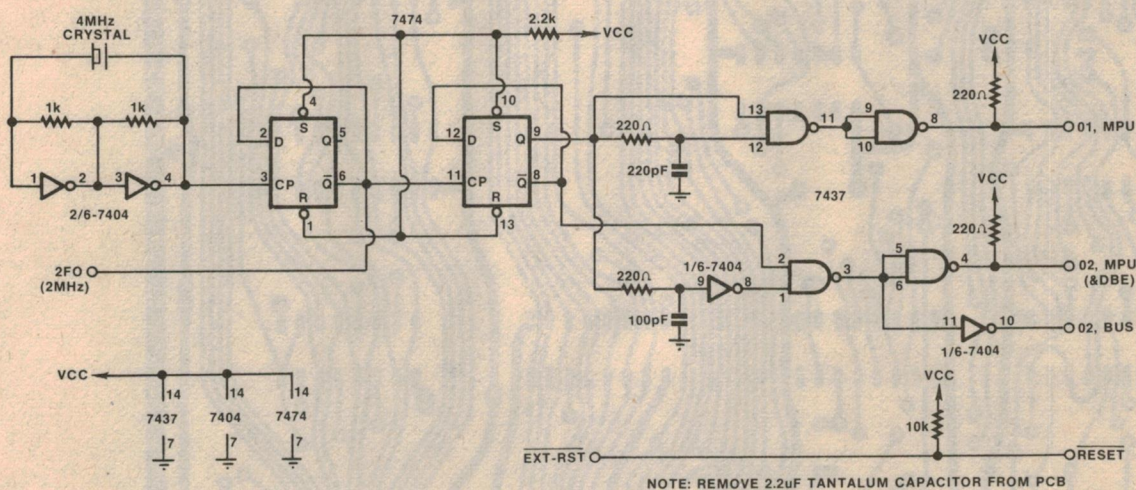 4MHz
CRYSTAL
7474
2.2k
VCC
1k
1k
4
10
VCC
220Ω
2
D
S
Q
5
12
D
S
Q
9
220Ω
13
12
11
9
10
8
01, MPU
1
2
3
4
3
CP
Q
6
11
CP
Q
8
220pF
7437
2/6-7404
R
1
R
13
VCC
220Ω
2FO
(2MHz)
220Ω
9
1/6-7404
8
2
1
3
5
6
4
02, MPU
(&DBE)
100pF
11
10
02, BUS
1/6-7404
VCC
14
14
14
7437
7404
7474
7
7
7
VCC
10k
EXT-RST
RESET
NOTE: REMOVE 2.2uF TANTALUM CAPACITOR FROM PCB